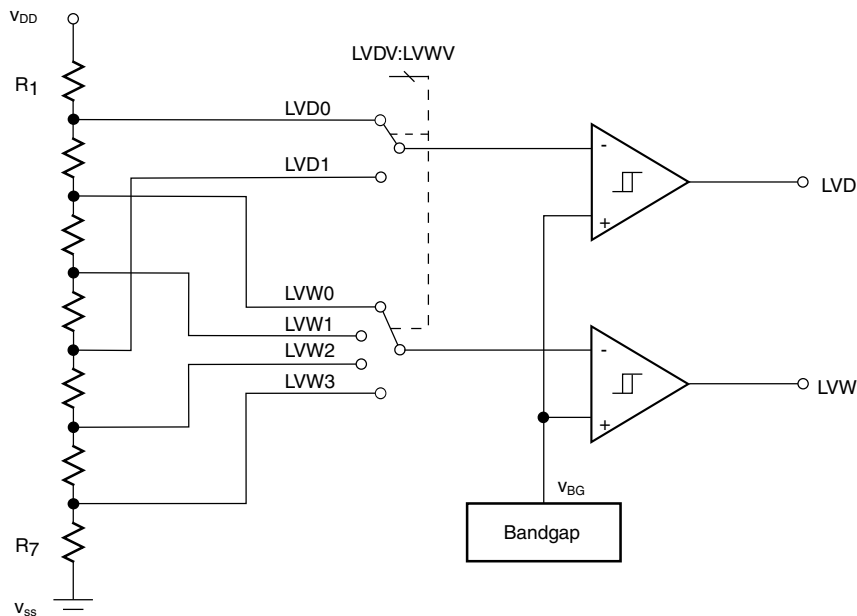 vDD
R1
LVDV:LVWV
LVD0
LVD1
LVW0
LVW1
LVW2
LVW3
-
+
LVD
-
+
LVW
vBG
Bandgap
R7
vss